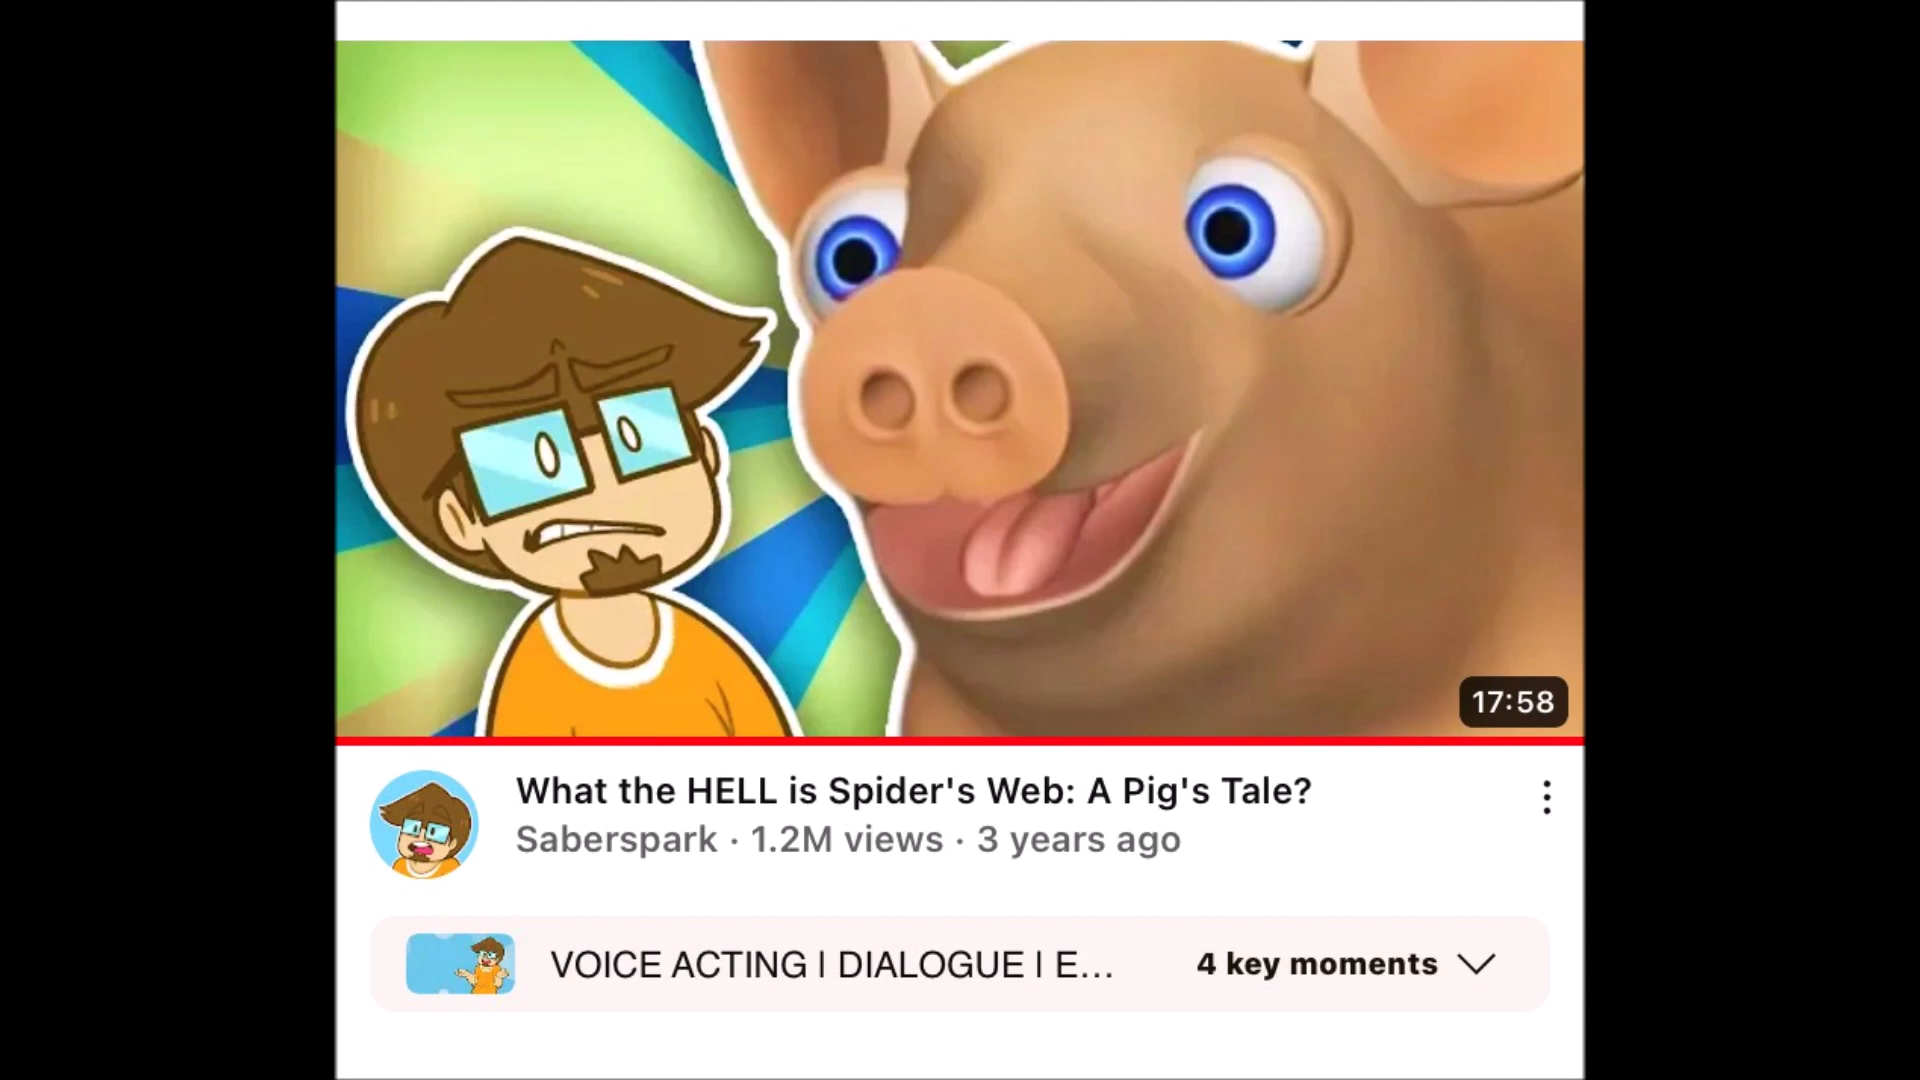 17:58
What the HELL is Spider's Web: A Pig's Tale?
Saberspark · 1.2M views · 3 years ago
VOICE ACTING | DIALOGUE | E... 4 key moments